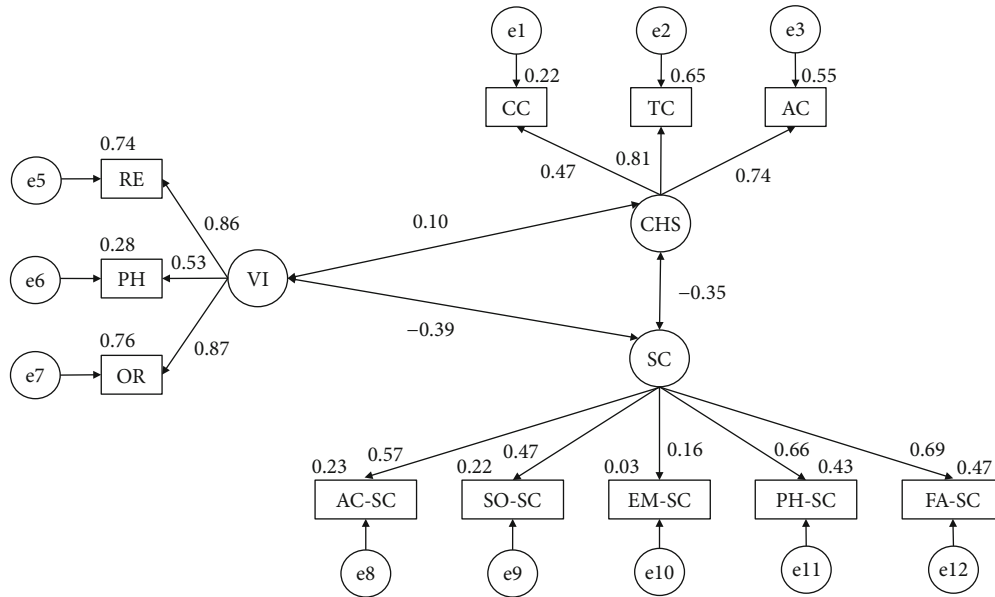 e1 e2 e3
0.22 0.65 0.55
CC TC AC
0.47 0.81 0.74
CHS
e5 0.74 RE
0.86
e6 0.28 PH 0.53
VI
e7 0.76 OR
0.87
0.10
−0.35
−0.39
SC
0.57 0.47 0.16 0.66 0.69
0.23 0.22 0.03 0.43 0.47
AC-SC SO-SC EM-SC PH-SC FA-SC
e8 e9 e10 e11 e12